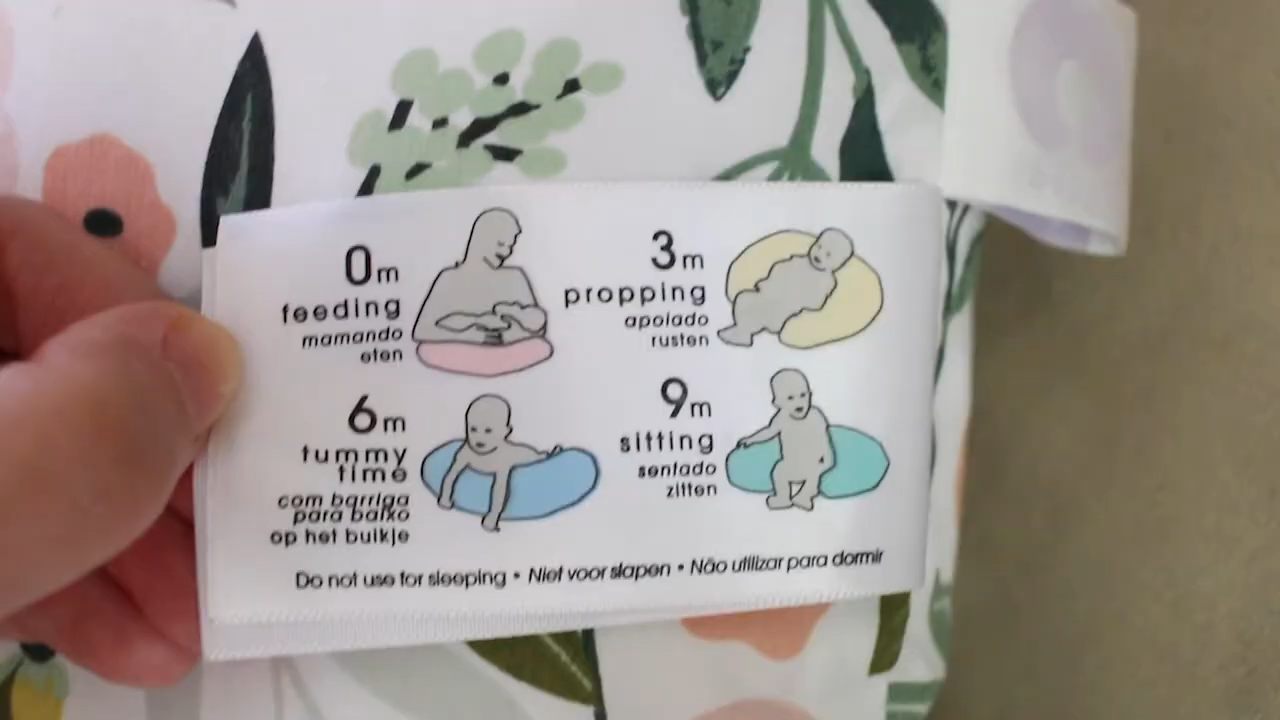 0m
feeding
mamando
eten
3m
propping
apoiado
rusten
6m
tummy
time
com barriga
para baixo
op het buikje
9m
sitting
sentado
zitten
Do not use for sleeping • Niet voor slapen • Não utilizar para dormir